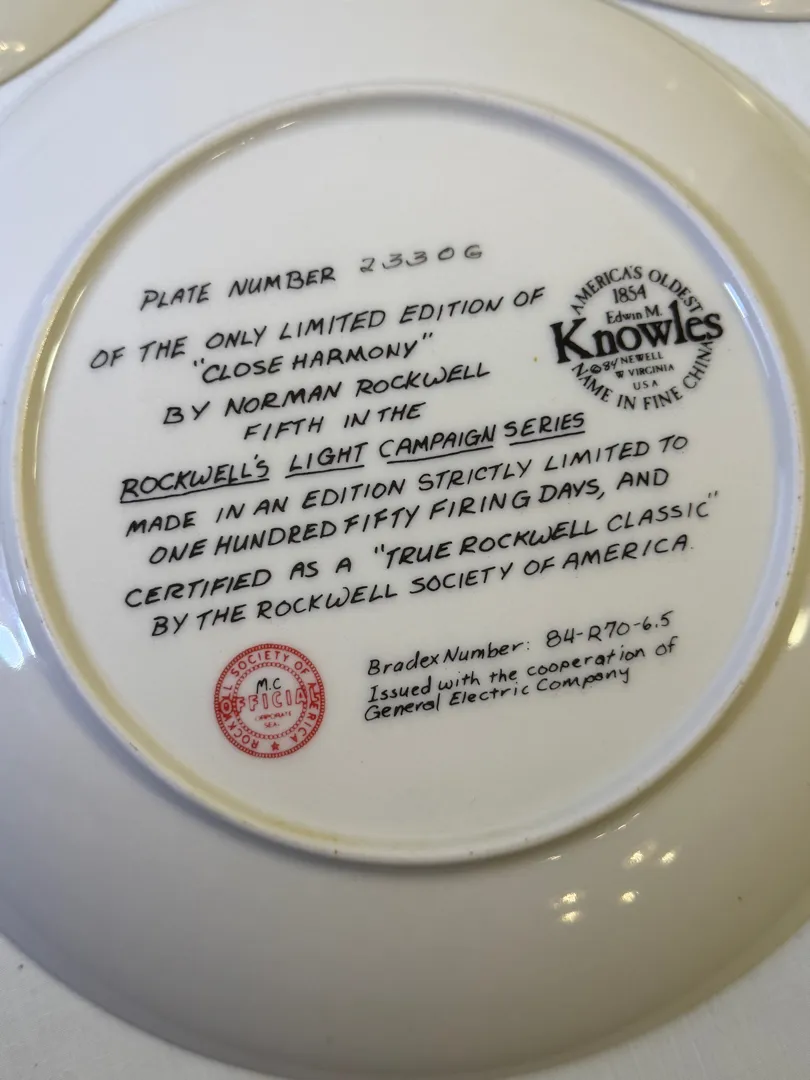 PLATE NUMBER 2330G
OF THE ONLY LIMITED EDITION OF
"CLOSE HARMONY"
BY NORMAN ROCKWELL
FIFTH IN THE
ROCKWELL'S LIGHT CAMPAIGN SERIES
MADE IN AN EDITION STRICTLY LIMITED TO
ONE HUNDRED FIFTY FIRING DAYS, AND
CERTIFIED AS A "TRUE ROCKWELL CLASSIC"
BY THE ROCKWELL SOCIETY OF AMERICA.
AMERICA'S OLDEST
1854
Edwin M.
Knowles
©84 NEWELL
W VIRGINIA
USA
NAME IN FINE CHINA
ROCKWELL SOCIETY OF AMERICA
M.C
OFFICIAL
CORPORATE
SEAL
Bradex Number: 84-R70-6.5
Issued with the cooperation of
General Electric Company